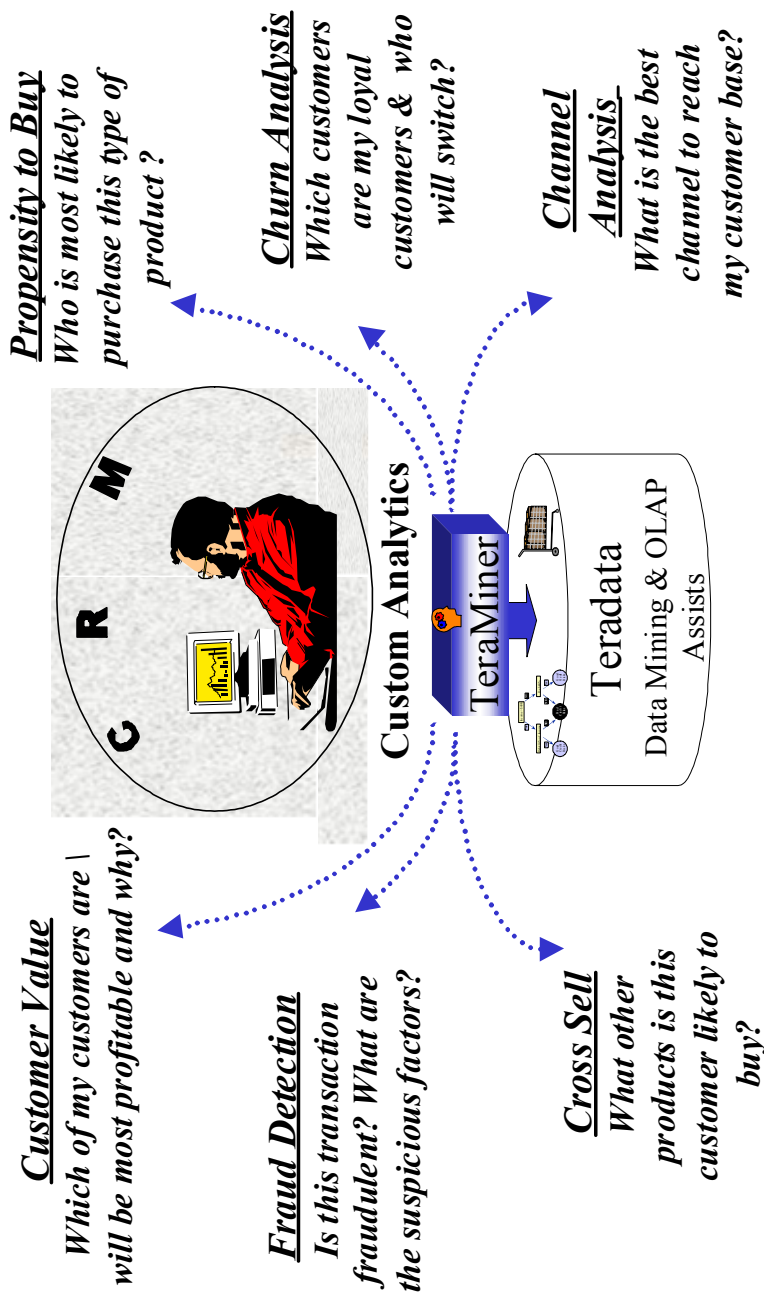 Customer Value
Which of my customers are \
will be most profitable and why?
Fraud Detection
Is this transaction
fraudulent? What are
the suspicious factors?
Cross Sell
What other
products is this
customer likely to
buy?
C R M
Custom Analytics
TeraMiner
Teradata
Data Mining & OLAP
Assists
Propensity to Buy
Who is most likely to
purchase this type of
product ?
Churn Analysis
Which customers
are my loyal
customers & who
will switch?
Channel
Analysis
What is the best
channel to reach
my customer base?